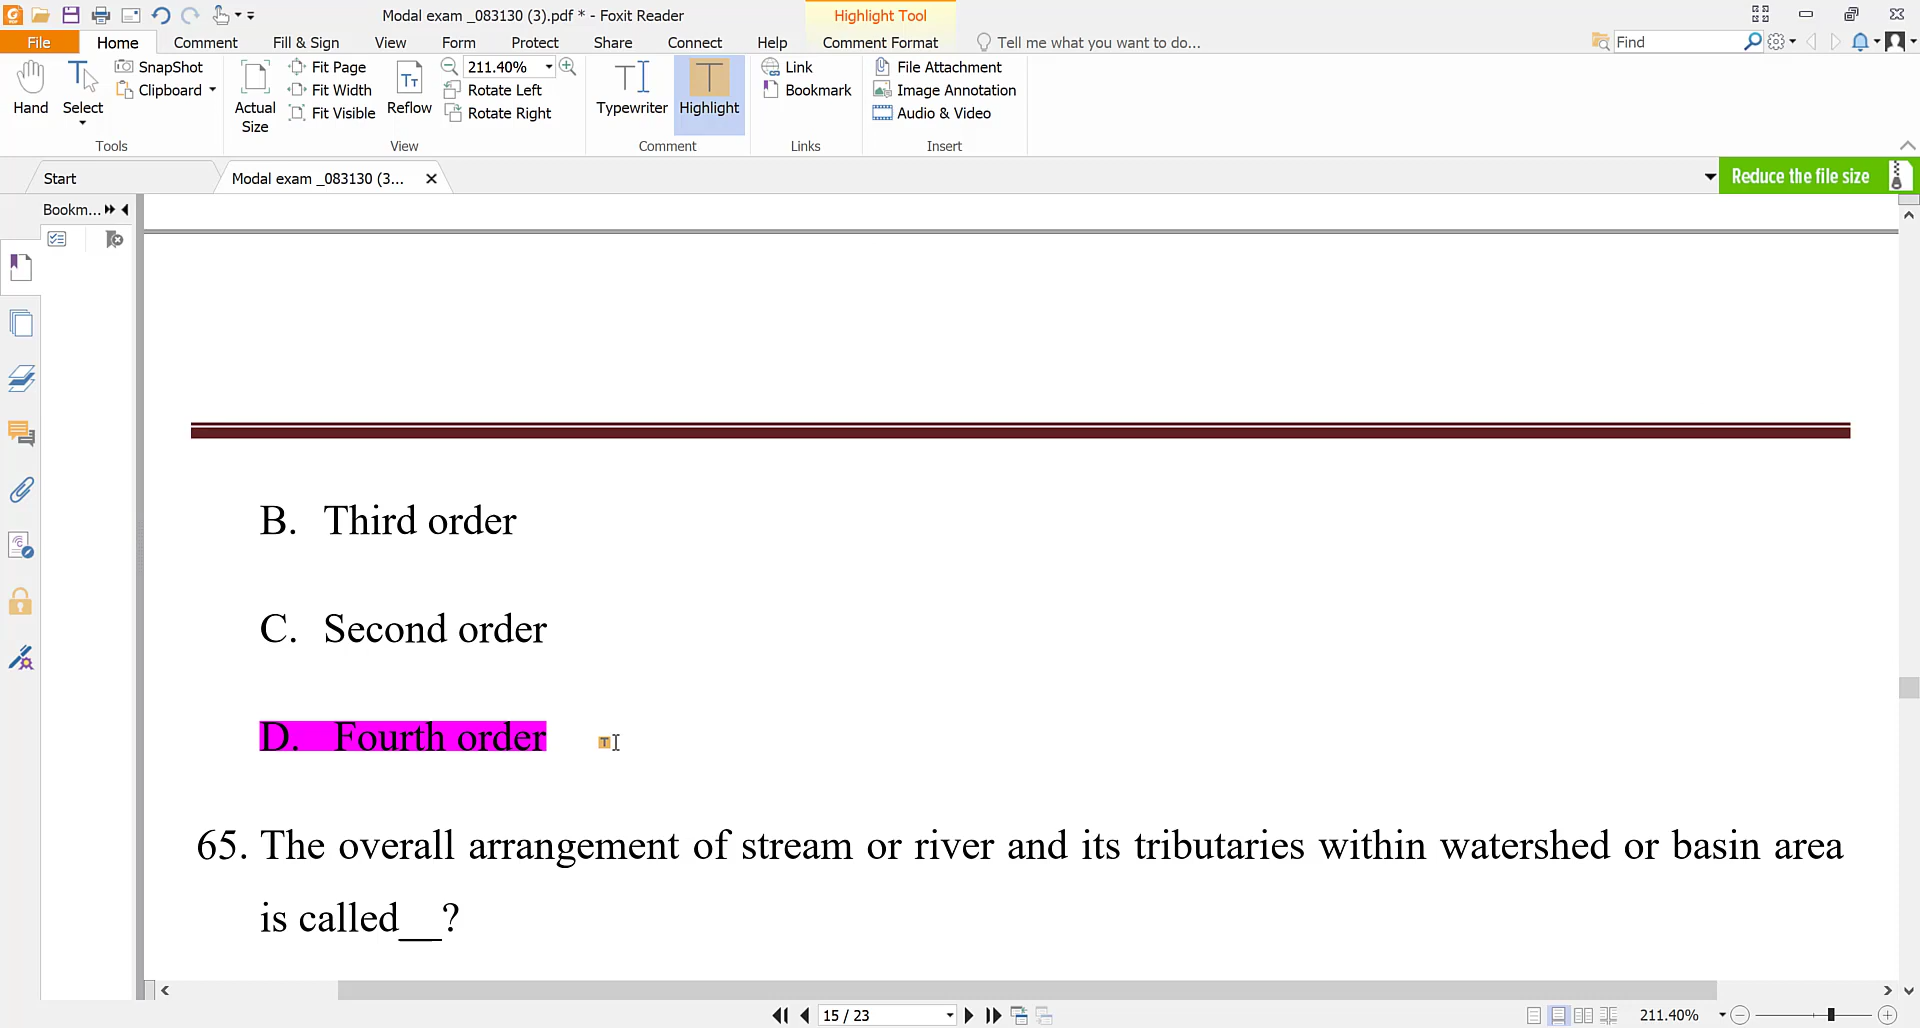 Modal exam _083130 (3).pdf * - Foxit Reader
Highlight Tool
File Home Comment Fill & Sign View Form Protect Share Connect Help Comment Format Tell me what you want to do... Find
Hand
Select
SnapShot
Clipboard
Tools
Actual Size
Fit Page
Fit Width
Fit Visible
Reflow
211.40%
Rotate Left
Rotate Right
View
Typewriter
Highlight
Comment
Link
Bookmark
Links
File Attachment
Image Annotation
Audio & Video
Insert
Start
Modal exam _083130 (3...
Reduce the file size
Bookm...
B. Third order
C. Second order
D. Fourth order
65. The overall arrangement of stream or river and its tributaries within watershed or basin area
is called__?
15 / 23
211.40%